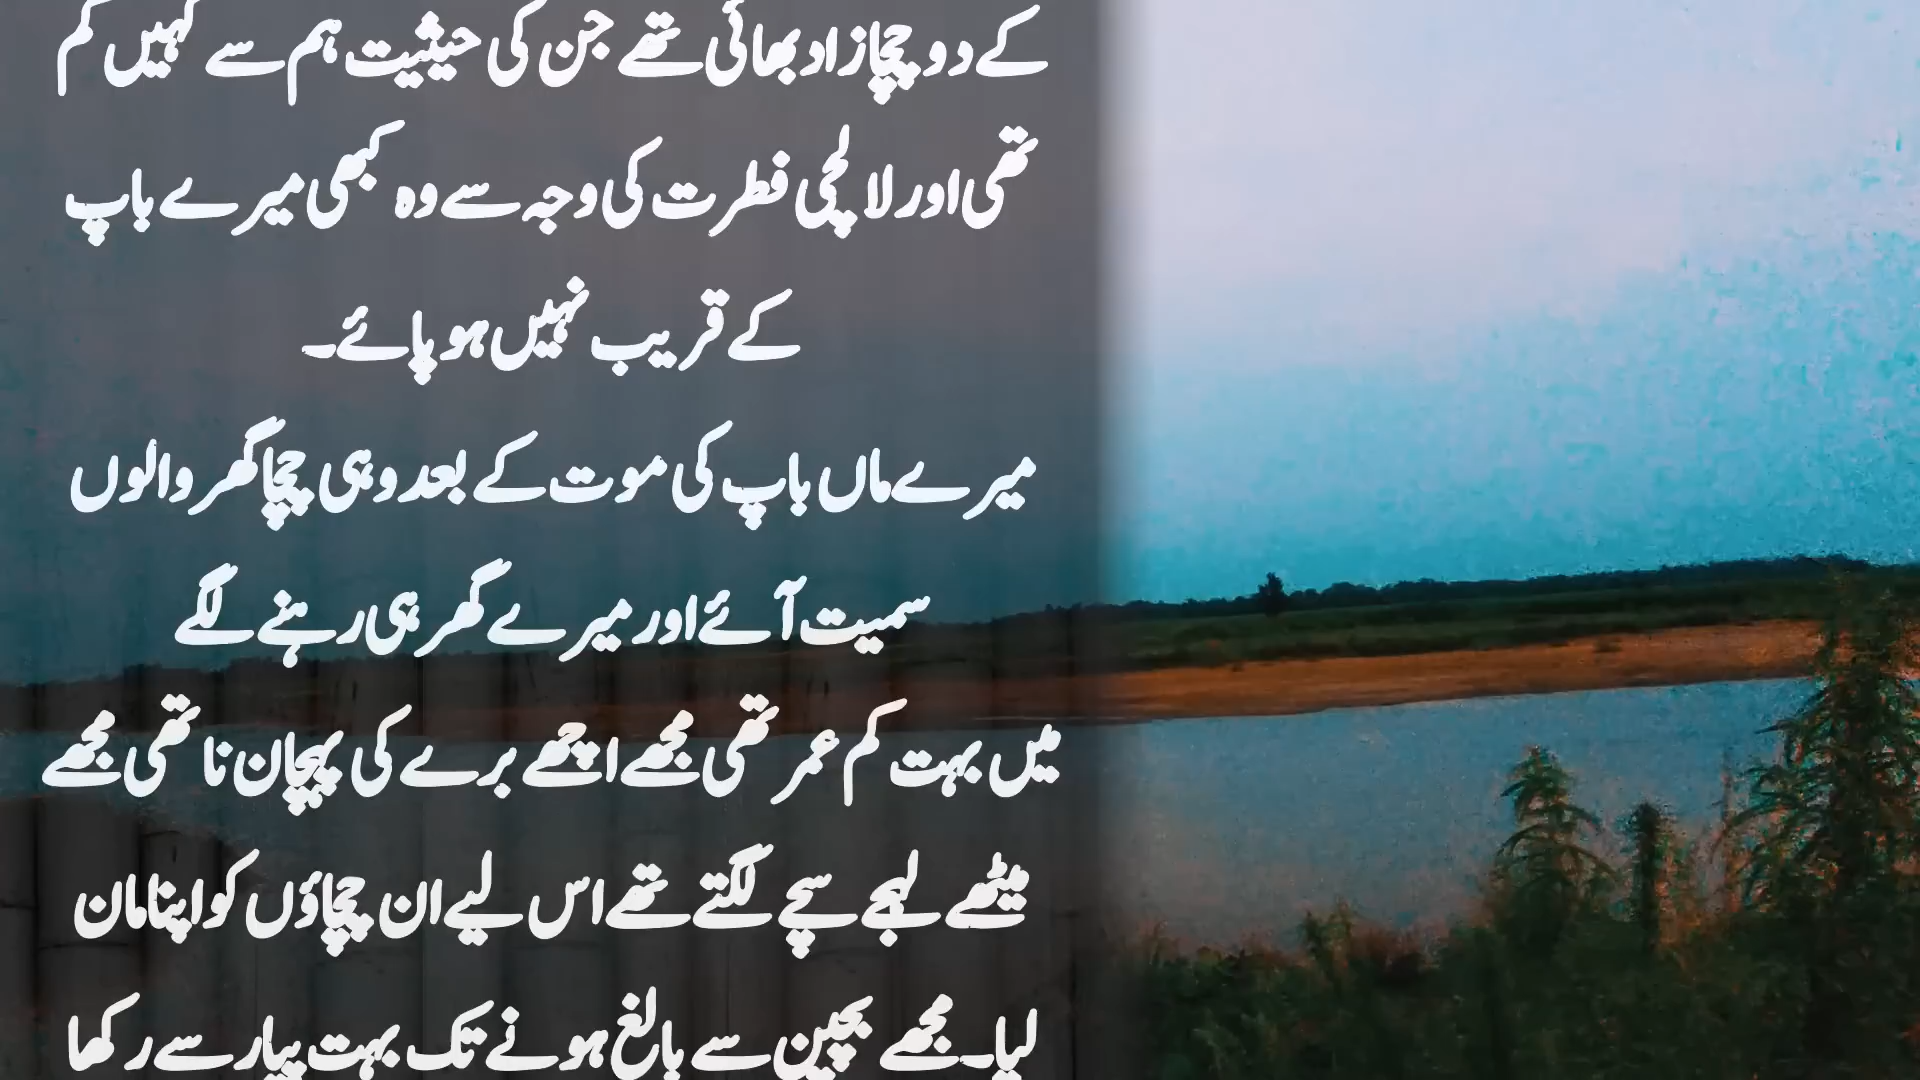 کے دو چچازاد بھائی تھے جن کی حیثیت ہم سے کہیں کم
تھی اور لالچی فطرت کی وجہ سے وہ کبھی میرے باپ
کے قریب نہیں ہو پائے۔
میرے ماں باپ کی موت کے بعد وہی چچا گھر والوں
سمیت آئے اور میرے گھر ہی رہنے لگے
میں بہت کم عمر تھی مجھے اچھے برے کی پہچان نا تھی مجھے
میٹھے لہجے سچے لگتے تھے اس لیے ان چچاؤں کو اپنا مان
لیا۔ مجھے بچپن سے بالغ ہونے تک بہت پیار سے رکھا